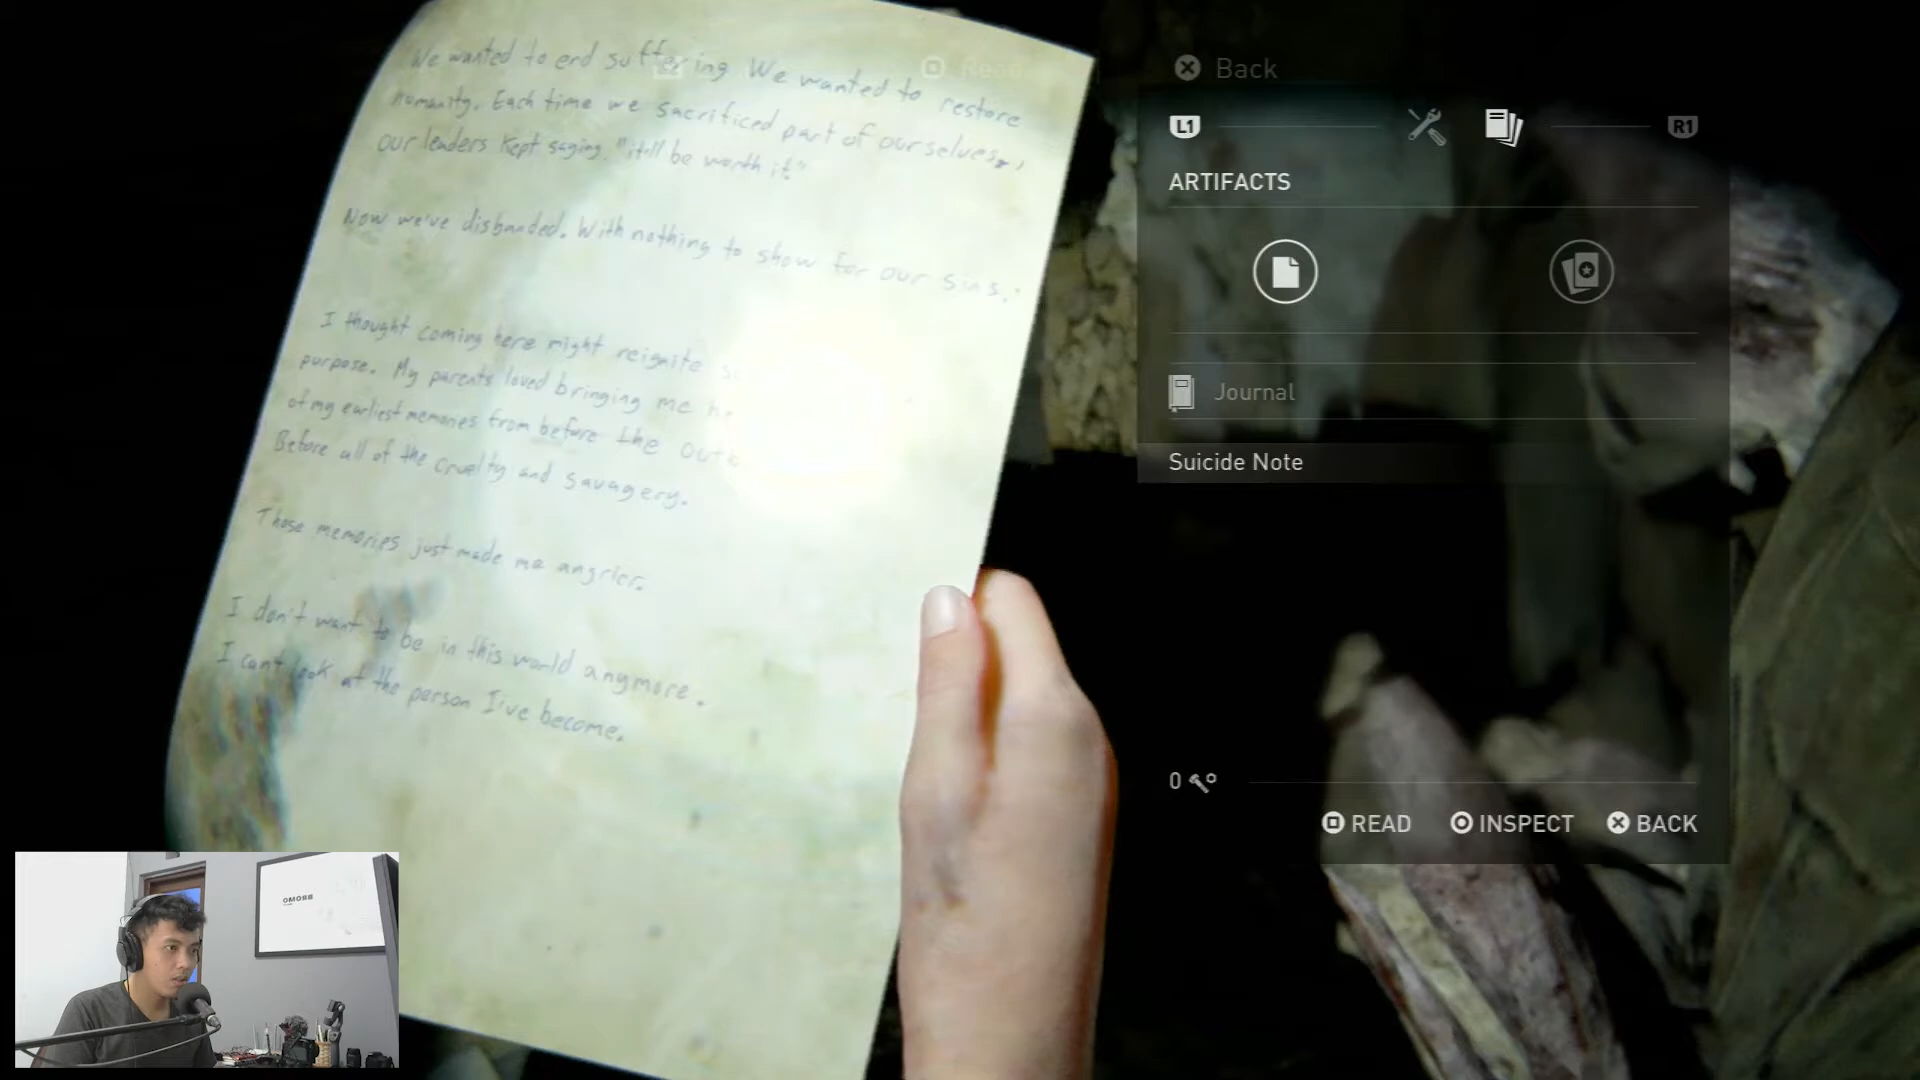 We wanted to end suffering. We wanted to restore
humanity. Each time we sacrificed part of ourselves,
our leaders kept saying, "it'll be worth it."
Now we've disbanded. With nothing to show for our sins.
I thought coming here might reignite
purpose. My parents loved bringing me
of my earliest memories from before the
Before all of the cruelty and savagery.
Those memories just made me angrier.
I don't want to be in this world anymore.
I can't look at the person I've become.
Read
Back
L1
R1
ARTIFACTS
Journal
Suicide Note
0
READ INSPECT BACK
OMORB